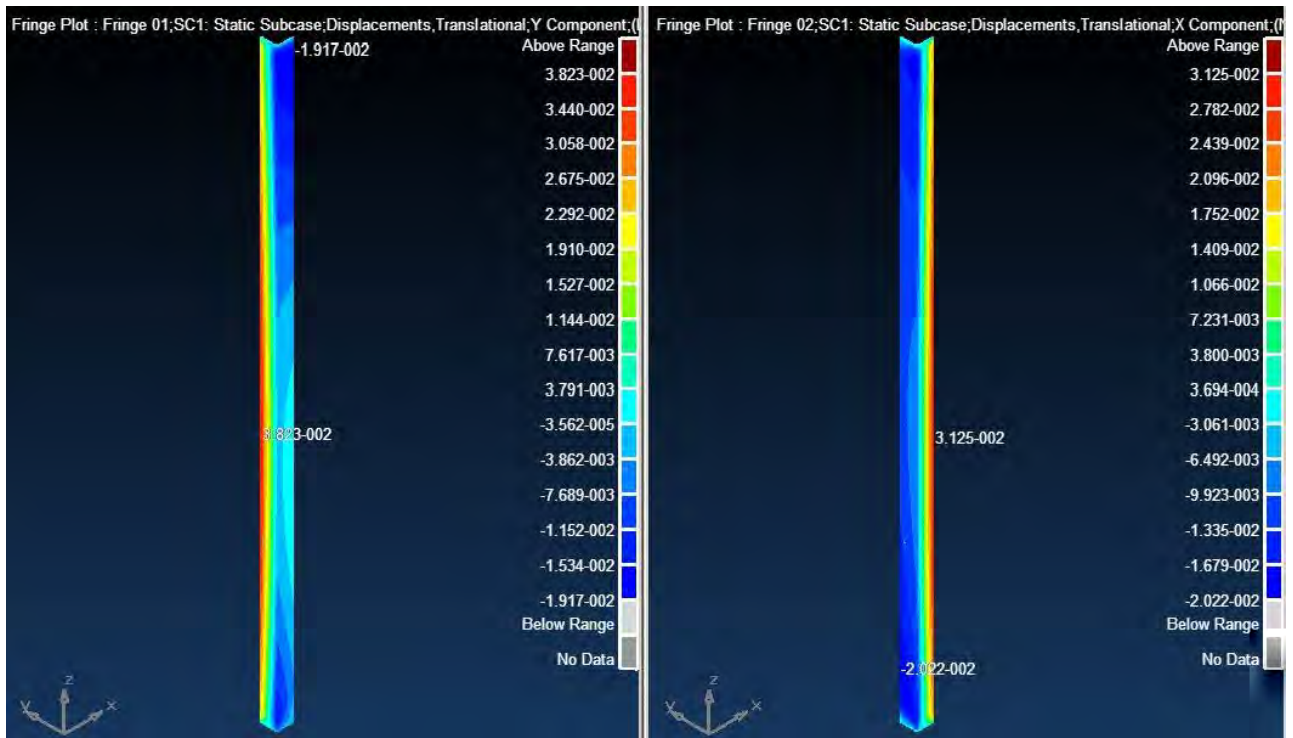 Fringe Plot : Fringe 01;SC1: Static Subcase;Displacements,Translational;Y Component;(
-1.917-002
Above Range
3.823-002
3.440-002
3.058-002
2.675-002
2.292-002
1.910-002
1.527-002
1.144-002
7.617-003
3.791-003
-3.562-005
-3.862-003
-7.689-003
-1.152-002
-1.534-002
-1.917-002
Below Range
No Data
3.823-002
Z
Y
X
Fringe Plot : Fringe 02;SC1: Static Subcase;Displacements,Translational;X Component;(
Above Range
3.125-002
2.782-002
2.439-002
2.096-002
1.752-002
1.409-002
1.066-002
7.231-003
3.800-003
3.694-004
-3.061-003
-6.492-003
-9.923-003
-1.335-002
-1.679-002
-2.022-002
Below Range
No Data
3.125-002
-2.022-002
Z
Y
X